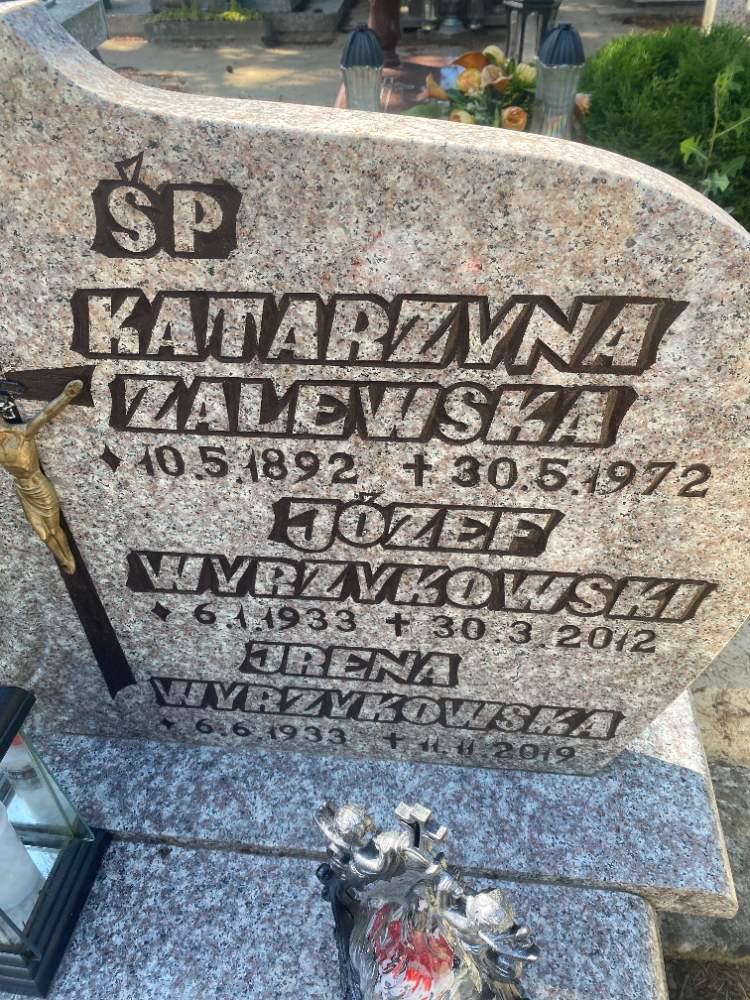 ŚP
KATARZYNA
ZALEWSKA
✦ 10.5.1892 ✝ 30.5.1972
JÓZEF
WYRZYKOWSKI
✦ 6.1.1933 ✝ 30.3.2012
IRENA
WYRZYKOWSKA
✦ 6.6.1933 ✝ 11.11.2019